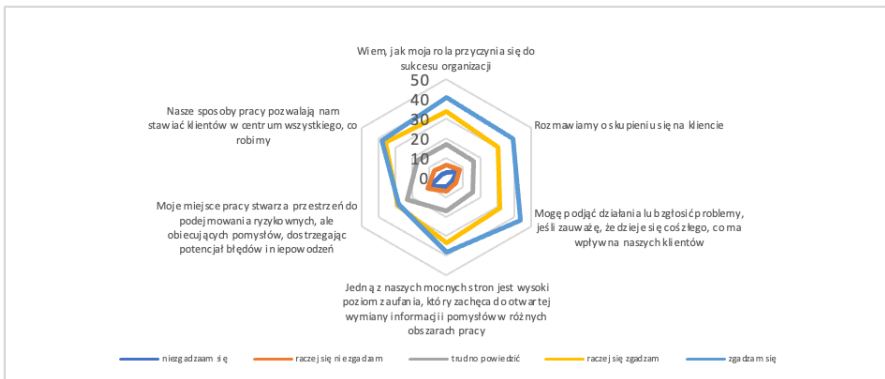 Wiem, jak moja rola przyczynia się do
sukcesu organizacji
50
40
30
20
10
0
Rozmawiamy o skupieniu się na kliencie
Mogę podjąć działania lub zgłosić problemy,
jeśli zauważę, że dzieje się coś złego, co ma
wpływ na naszych klientów
Jedną z naszych mocnych stron jest wysoki
poziom zaufania, który zachęca do otwartej
wymiany informacji i pomysłów w różnych
obszarach pracy
Moje miejsce pracy stwarza przestrzeń do
podejmowania ryzykownych, ale
obiecujących pomysłów, dostrzegając
potencjał błędów i niepowodzeń
Nasze sposoby pracy pozwalają nam
stawiać klientów w centrum wszystkiego, co
robimy
niezgadzaam się
raczej się nie zgadzam
trudno powiedzić
raczej się zgadzam
zgadzam się